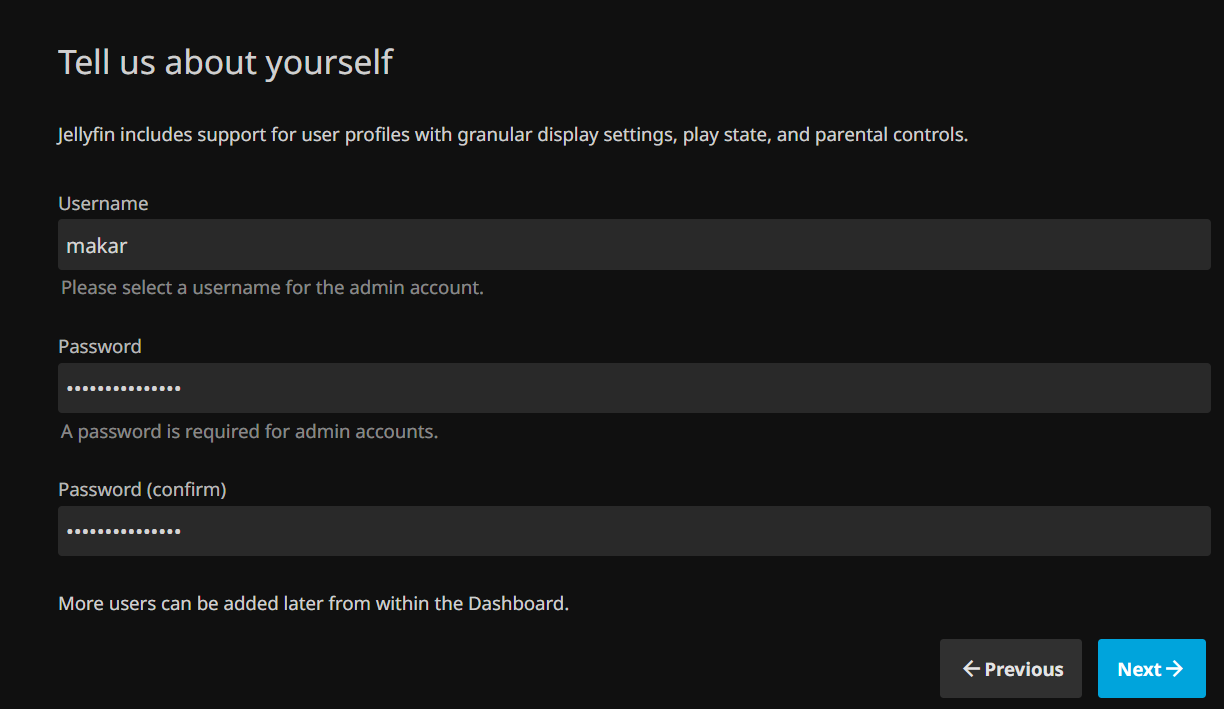 Tell us about yourself
Jellyfin includes support for user profiles with granular display settings, play state, and parental controls.
Username
makar
Please select a username for the admin account.
Password
•••••••••••••••
A password is required for admin accounts.
Password (confirm)
•••••••••••••••
More users can be added later from within the Dashboard.
← Previous Next →